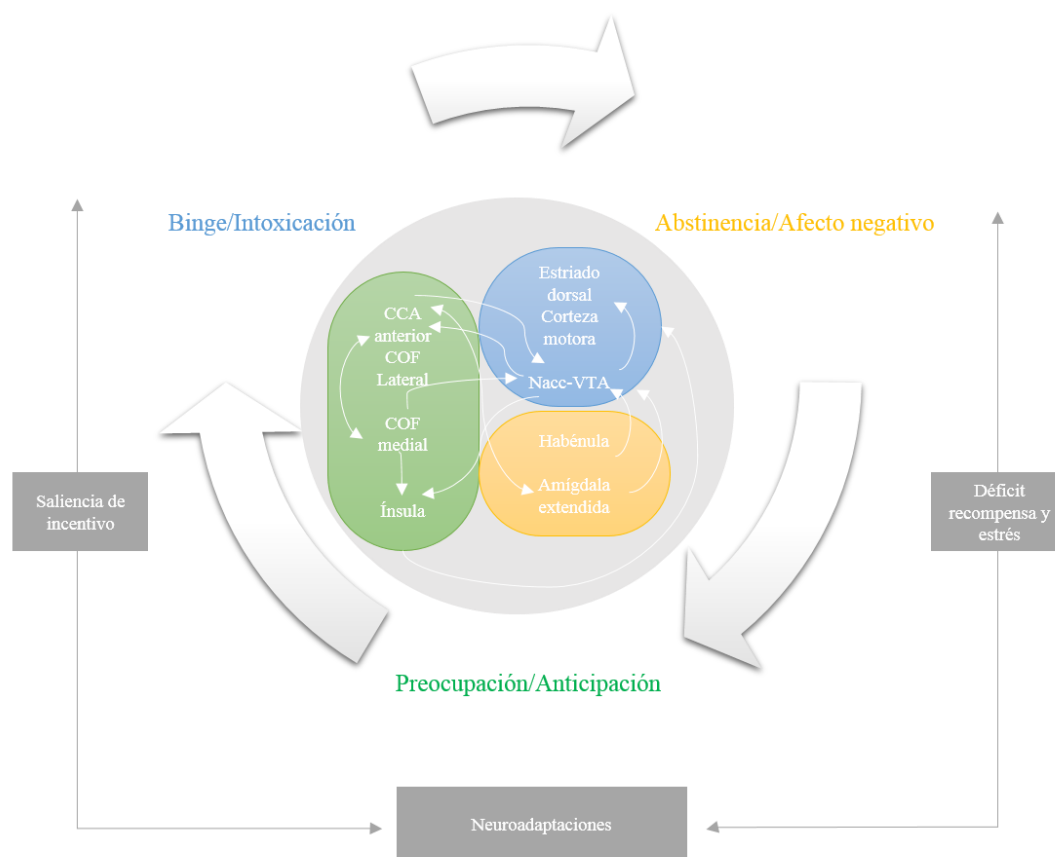 Binge/Intoxicación
Abstinencia/Afecto negativo
CCA
anterior
COF
Lateral
COF
medial
Ínsula
Estriado
dorsal
Corteza
motora
Nacc-VTA
Habénula
Amígdala
extendida
Saliencia de
incentivo
Déficit
recompensa y
estrés
Preocupación/Anticipación
Neuroadaptaciones